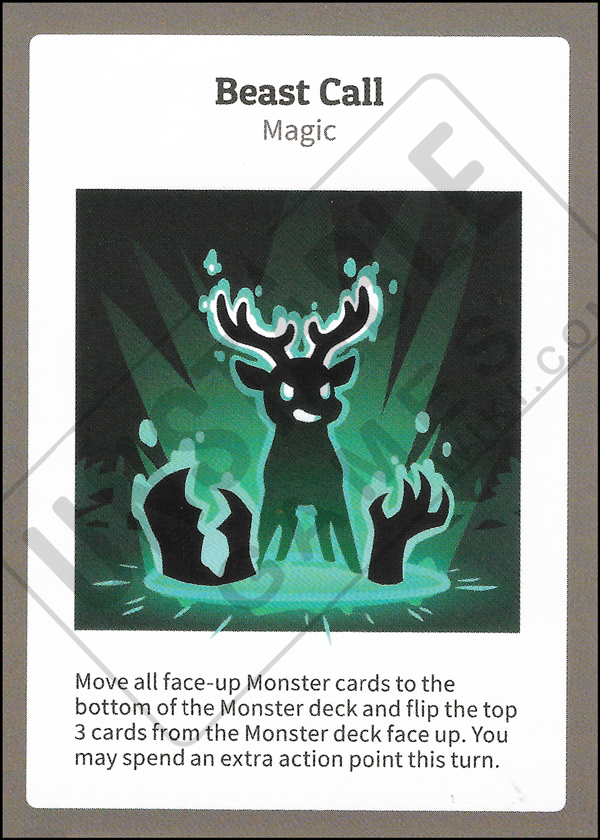 Beast Call
Magic
Move all face-up Monster cards to the
bottom of the Monster deck and flip the top
3 cards from the Monster deck face up. You
may spend an extra action point this turn.